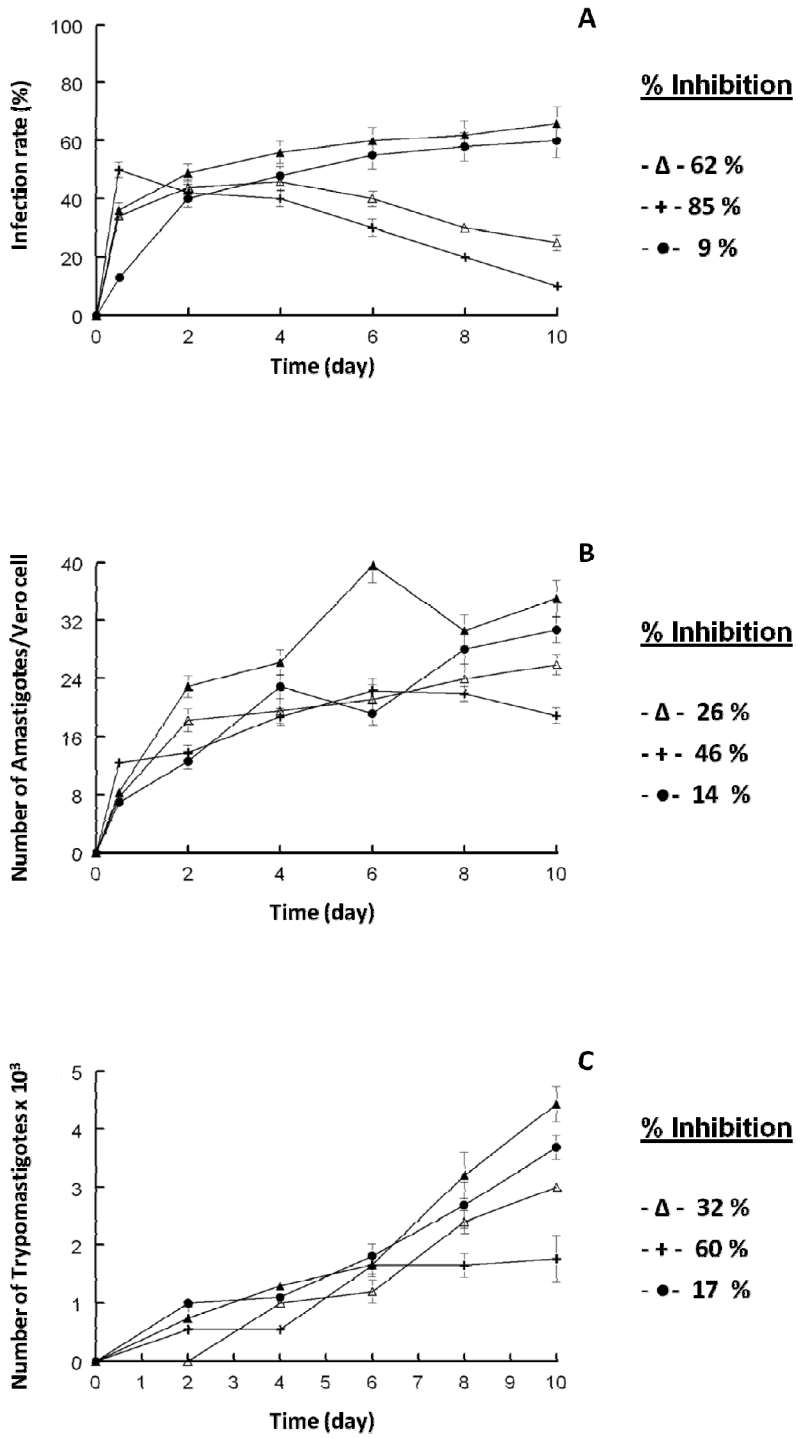 A
100
80
60
40
20
0
Infection rate (%)
0 2 4 6 8 10
Time (day)
% Inhibition
- Δ - 62 %
- + - 85 %
- ● - 9 %
B
40
32
24
16
8
0
Number of Amastigotes/Vero cell
0 2 4 6 8 10
Time (day)
% Inhibition
- Δ - 26 %
- + - 46 %
- ● - 14 %
C
5
4
3
2
1
0
Number of Trypomastigotes x 10³
0 1 2 3 4 5 6 7 8 9 10
Time (day)
% Inhibition
- Δ - 32 %
- + - 60 %
- ● - 17 %